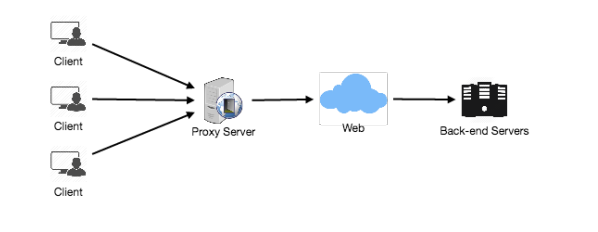 Client
Client
Client
Proxy Server
Web
Back-end Servers